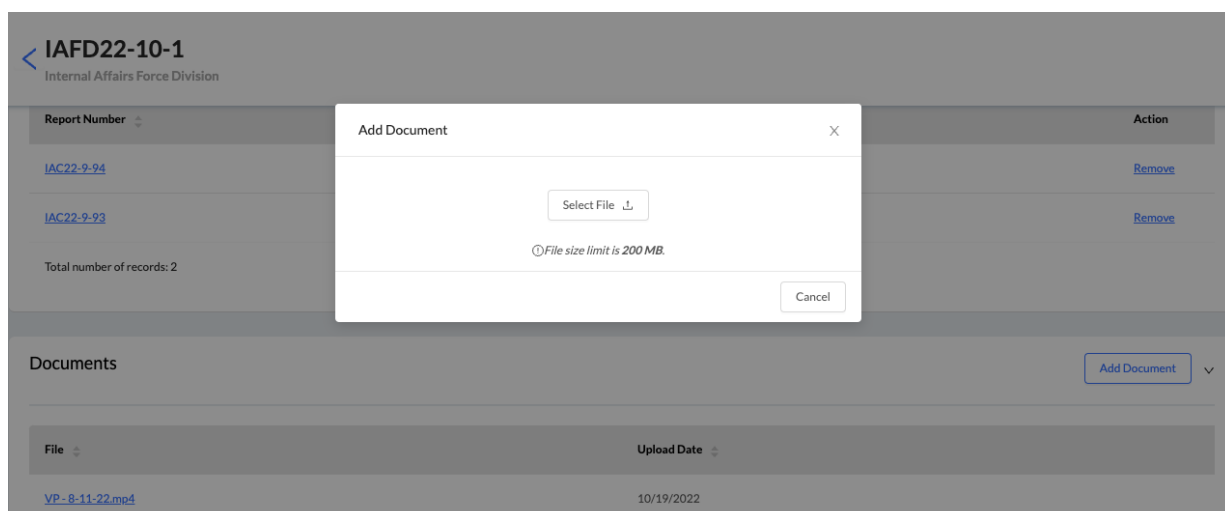 IAFD22-10-1
Internal Affairs Force Division
Report Number
Action
Add Document
IAC22-9-94
Remove
Select File
IAC22-9-93
Remove
File size limit is 200 MB.
Total number of records: 2
Cancel
Documents
Add Document
File
Upload Date
VP - 8-11-22.mp4
10/19/2022